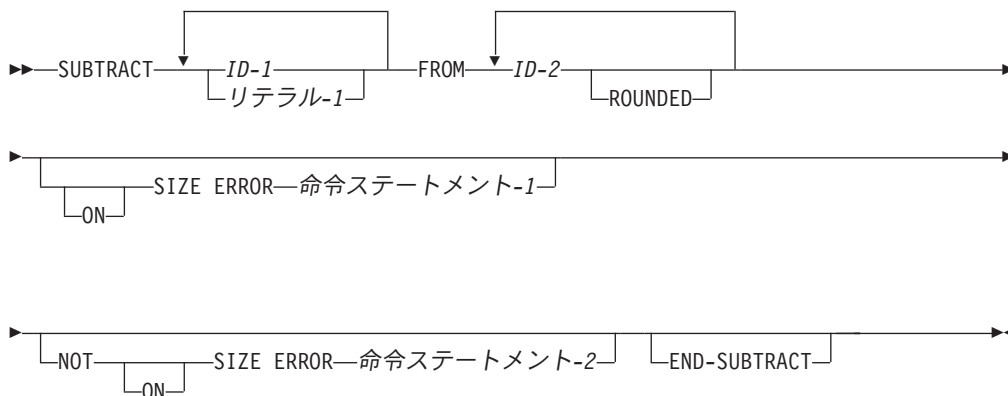 SUBTRACT ID-1 FROM ID-2
リテラル-1 ROUNDED
SIZE ERROR 命令ステートメント-1
ON
NOT SIZE ERROR 命令ステートメント-2 END-SUBTRACT
ON